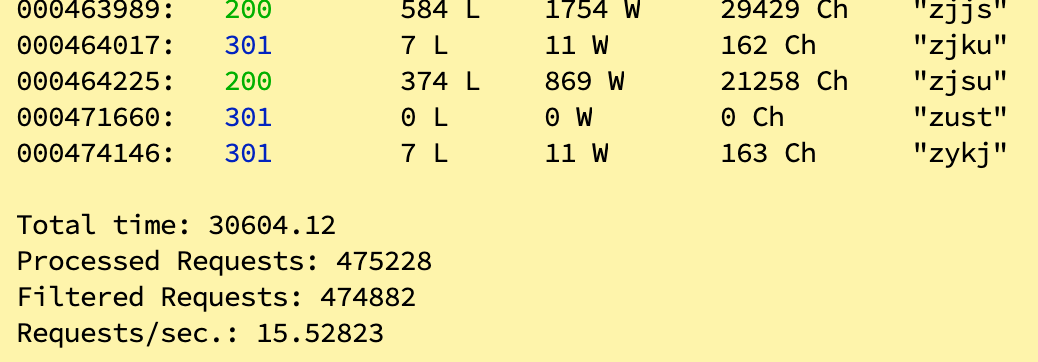 000463989: 200 584 L 1754 W 29429 Ch "zjjs"
000464017: 301 7 L 11 W 162 Ch "zjku"
000464225: 200 374 L 869 W 21258 Ch "zjsu"
000471660: 301 0 L 0 W 0 Ch "zust"
000474146: 301 7 L 11 W 163 Ch "zykj"
Total time: 30604.12
Processed Requests: 475228
Filtered Requests: 474882
Requests/sec.: 15.52823